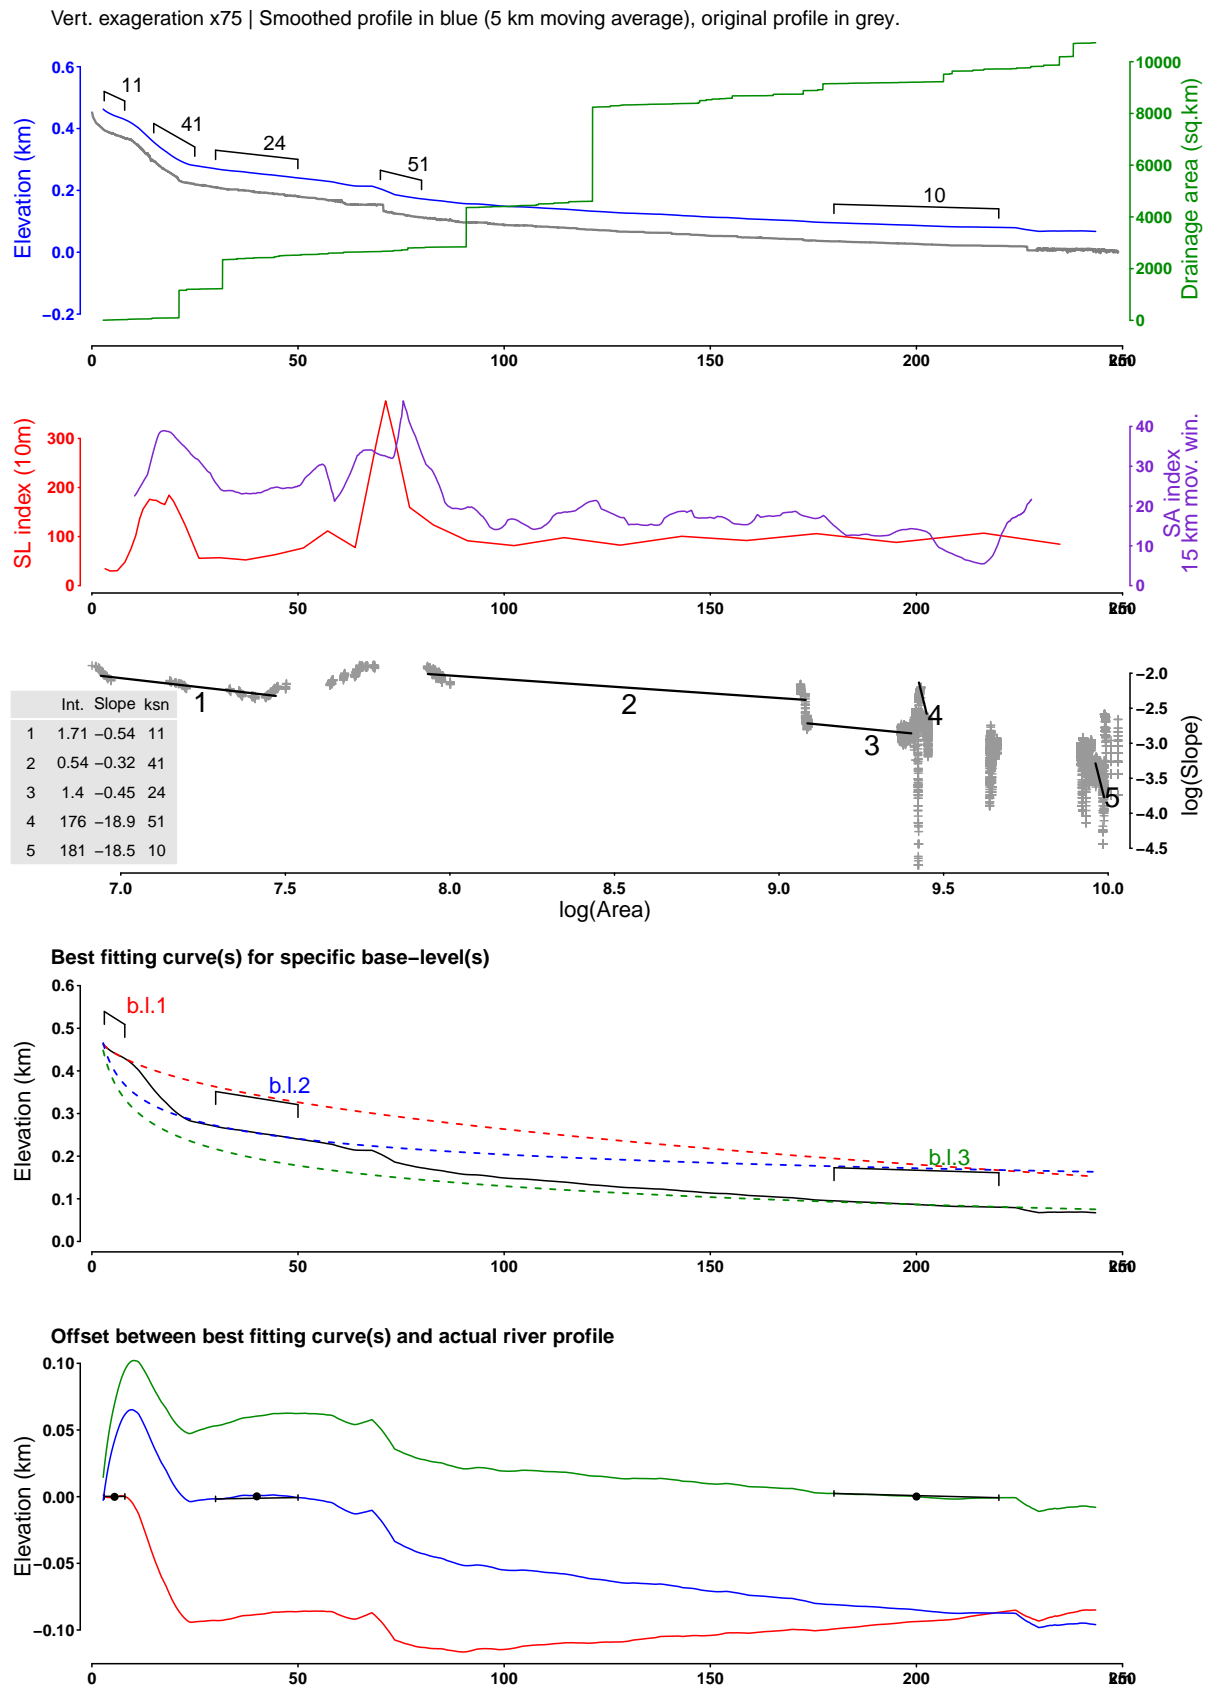 Vert. exageration x75 | Smoothed profile in blue (5 km moving average), original profile in grey.
Elevation (km)
0.6
0.4
0.2
0.0
−0.2
11
41
24
51
10
10000
8000
6000
4000
2000
0
Drainage area (sq.km)
0 50 100 150 200 250 km
SL index (10m)
300
200
100
0
40
30
20
10
0
SA index
15 km mov. win.
0 50 100 150 200 250 km
1
2
3
4
5
Int. Slope ksn
1 1.71 −0.54 11
2 0.54 −0.32 41
3 1.4 −0.45 24
4 176 −18.9 51
5 181 −18.5 10
−2.0
−2.5
−3.0
−3.5
−4.0
−4.5
log(Slope)
7.0 7.5 8.0 8.5 9.0 9.5 10.0
log(Area)
Best fitting curve(s) for specific base−level(s)
Elevation (km)
0.6
0.5
0.4
0.3
0.2
0.1
0.0
b.l.1
b.l.2
b.l.3
0 50 100 150 200 250 km
Offset between best fitting curve(s) and actual river profile
Elevation (km)
0.10
0.05
0.00
−0.05
−0.10
0 50 100 150 200 250 km